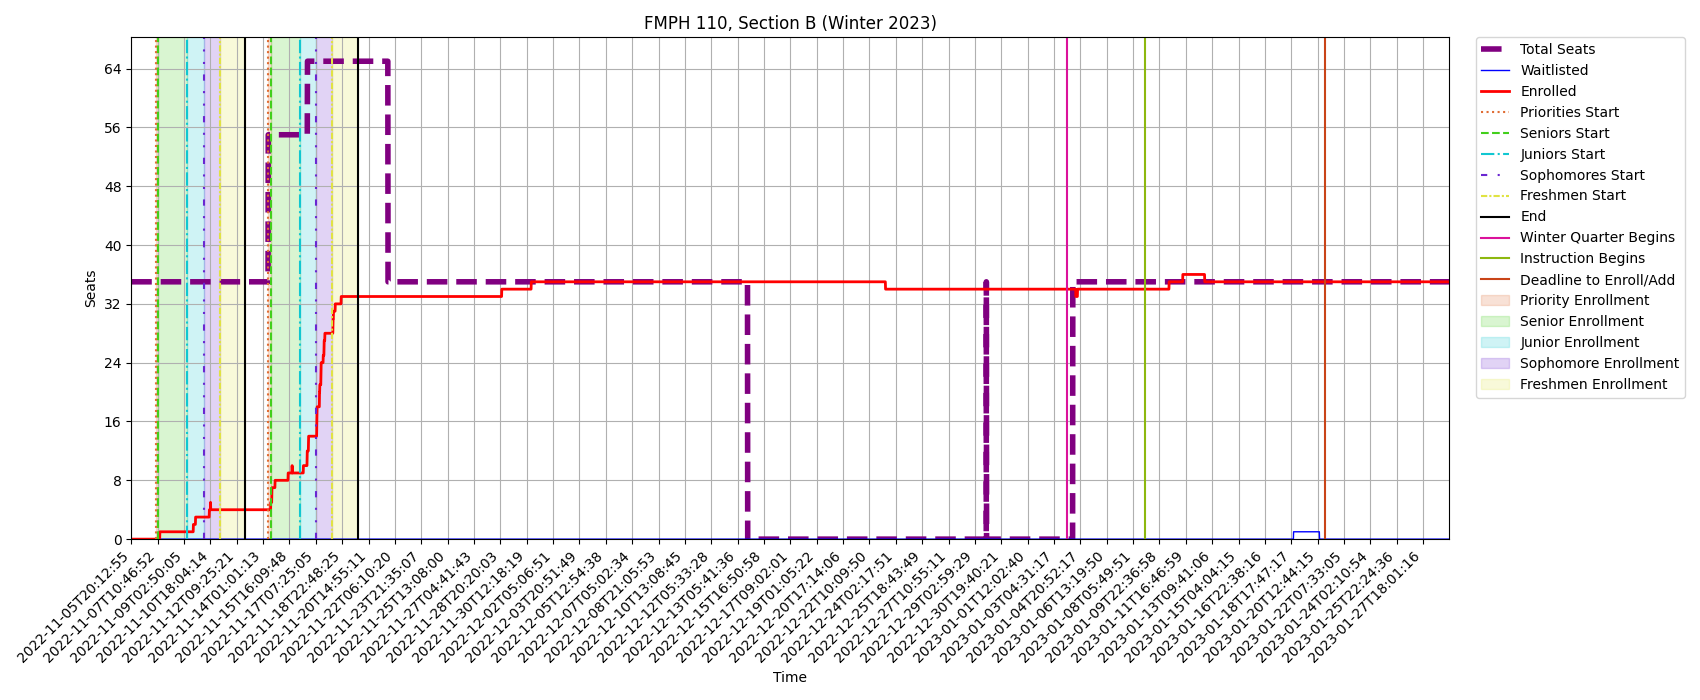 FMPH 110, Section B (Winter 2023)
Seats
64
56
48
40
32
24
16
8
0
2022-11-05T20:12:55
2022-11-07T10:46:52
2022-11-09T02:50:05
2022-11-10T18:04:14
2022-11-12T09:25:21
2022-11-14T01:01:13
2022-11-15T16:09:48
2022-11-17T07:25:05
2022-11-18T22:48:25
2022-11-20T14:55:11
2022-11-22T06:10:20
2022-11-23T21:35:07
2022-11-25T13:08:00
2022-11-27T04:41:43
2022-11-28T20:20:03
2022-11-30T12:18:19
2022-12-02T05:06:51
2022-12-03T20:51:49
2022-12-05T12:54:38
2022-12-07T05:02:34
2022-12-08T21:05:53
2022-12-10T13:08:45
2022-12-12T05:33:28
2022-12-13T05:41:36
2022-12-15T16:50:58
2022-12-17T09:02:01
2022-12-19T01:05:22
2022-12-20T17:14:06
2022-12-22T10:09:50
2022-12-24T02:17:51
2022-12-25T18:43:49
2022-12-27T10:55:11
2022-12-29T02:59:29
2022-12-30T19:40:21
2023-01-01T12:02:40
2023-01-03T04:31:17
2023-01-04T20:52:17
2023-01-06T13:19:50
2023-01-08T05:49:51
2023-01-09T22:36:58
2023-01-11T16:46:59
2023-01-13T09:41:06
2023-01-15T04:04:15
2023-01-16T22:38:16
2023-01-18T17:47:17
2023-01-20T12:44:15
2023-01-22T07:33:05
2023-01-24T02:10:54
2023-01-25T22:24:36
2023-01-27T18:01:16
Time
Total Seats
Waitlisted
Enrolled
Priorities Start
Seniors Start
Juniors Start
Sophomores Start
Freshmen Start
End
Winter Quarter Begins
Instruction Begins
Deadline to Enroll/Add
Priority Enrollment
Senior Enrollment
Junior Enrollment
Sophomore Enrollment
Freshmen Enrollment